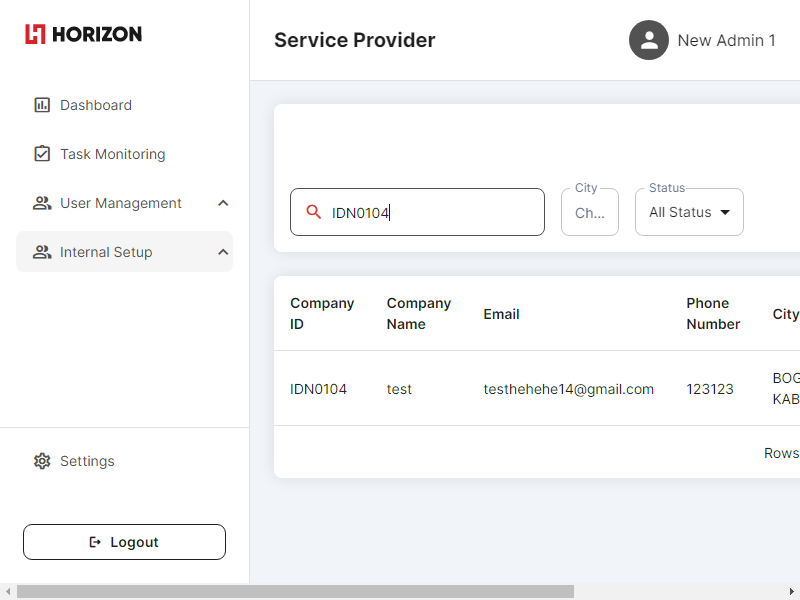 HORIZON
Dashboard
Task Monitoring
User Management
Internal Setup
Settings
Logout
Service Provider
New Admin 1
IDN0104
City
Ch...
Status
All Status
Company ID
Company Name
Email
Phone Number
City
IDN0104
test
testhehehe14@gmail.com
123123
BOG
KAB
Rows